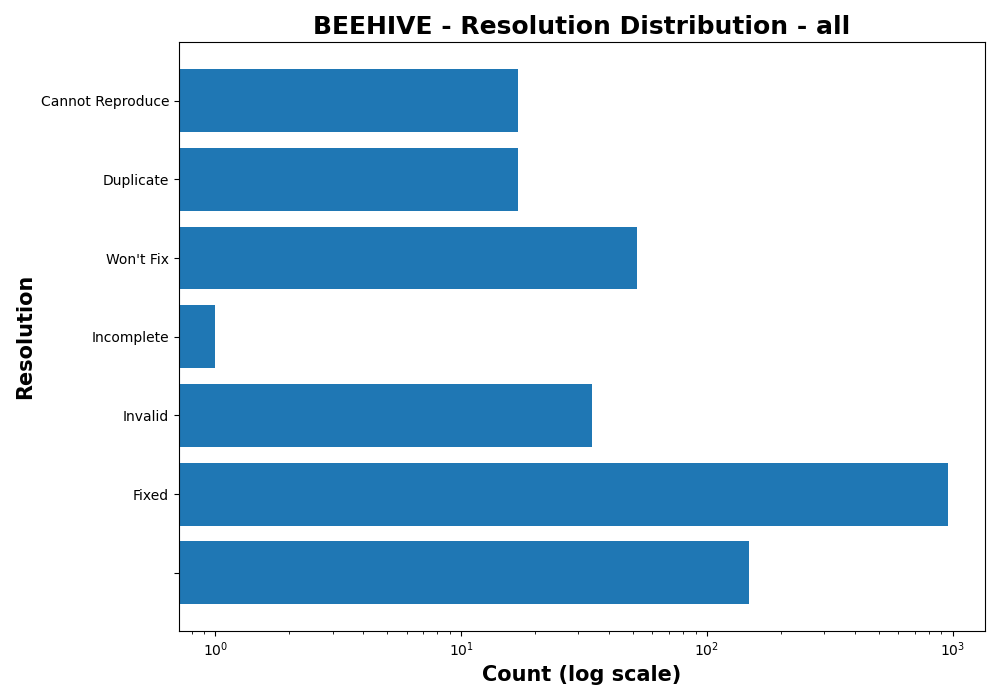 BEEHIVE - Resolution Distribution - all
Cannot Reproduce
Duplicate
Won't Fix
Incomplete
Invalid
Fixed
Resolution
10⁰ 10¹ 10² 10³
Count (log scale)